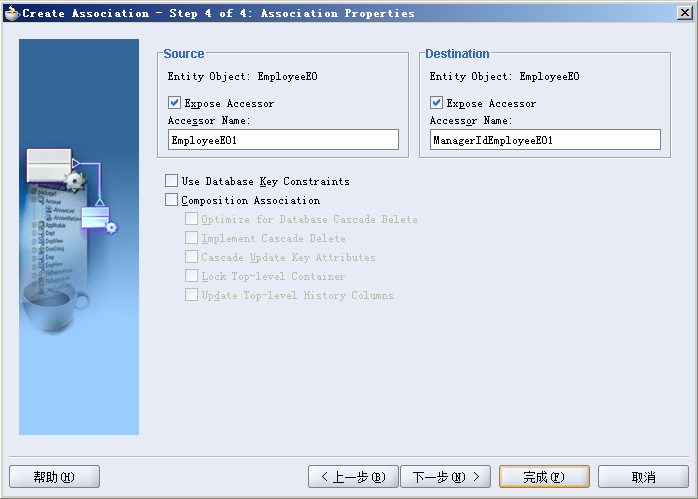 Create Association - Step 4 of 4: Association Properties
Source
Entity Object: EmployeeEO
Expose Accessor
Accessor Name:
EmployeeEO1
Destination
Entity Object: EmployeeEO
Expose Accessor
Accessor Name:
ManagerIdEmployeeEO1
Use Database Key Constraints
Composition Association
Optimize for Database Cascade Delete
Implement Cascade Delete
Cascade Update Key Attributes
Lock Top-level Container
Update Top-level History Columns
帮助(H)
< 上一步(B)
下一步(N) >
完成(F)
取消